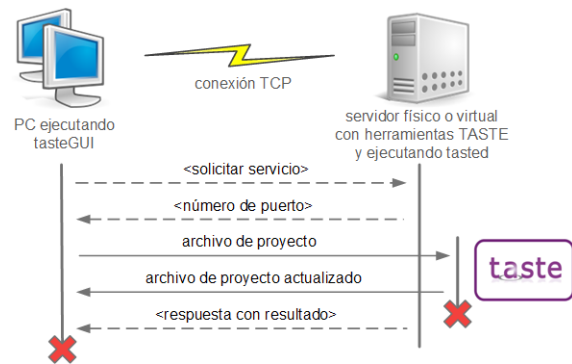 conexión TCP
PC ejecutando
tasteGUI
servidor físico o virtual
con herramientas TASTE
y ejecutando tasted
<solicitar servicio>
<número de puerto>
archivo de proyecto
archivo de proyecto actualizado
<respuesta con resultado>
taste